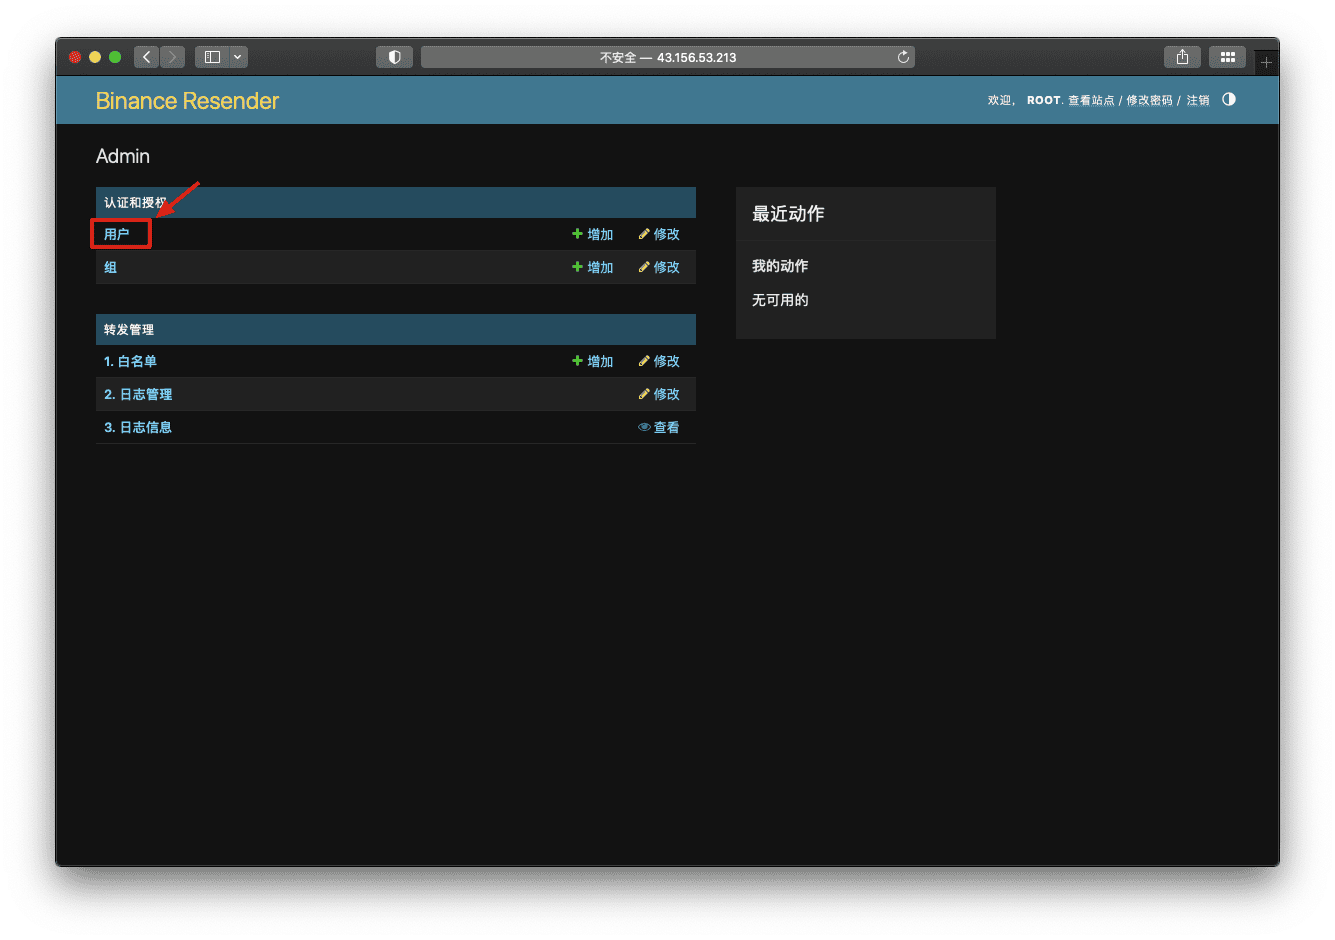 不安全 — 43.156.53.213
Binance Resender
欢迎， ROOT. 查看站点 / 修改密码 / 注销
Admin
认证和授权
用户 增加 修改
组 增加 修改
转发管理
1. 白名单 增加 修改
2. 日志管理 修改
3. 日志信息 查看
最近动作
我的动作
无可用的